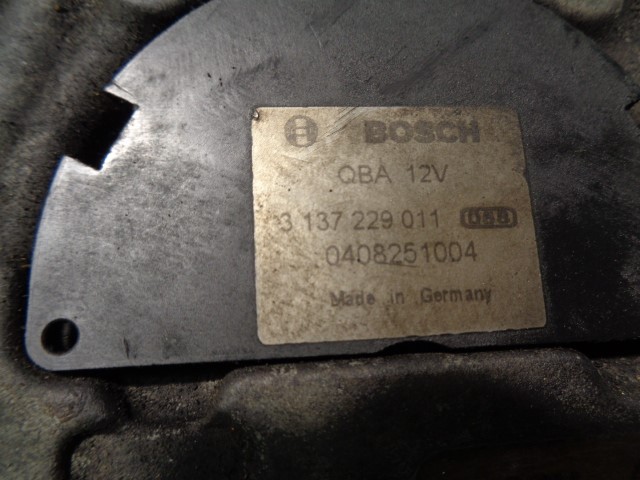 BOSCH
QBA 12V
3 137 229 011
0408251004
Made in Germany